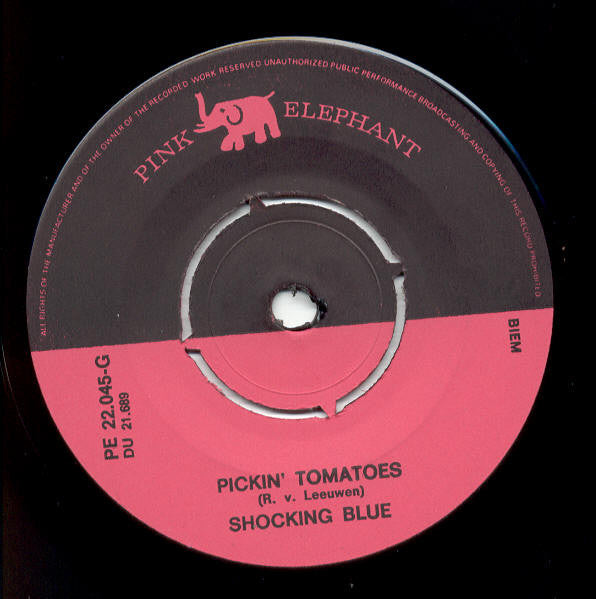 ALL RIGHTS OF THE MANUFACTURER AND OF THE OWNER OF THE RECORDED WORK RESERVED UNAUTHORIZED PUBLIC PERFORMANCE BROADCASTING AND COPYING OF THIS RECORD PROHIBITED
PINK ELEPHANT
BIEM
PE 22.045-G
DU 21.689
PICKIN' TOMATOES
(R. v. Leeuwen)
SHOCKING BLUE